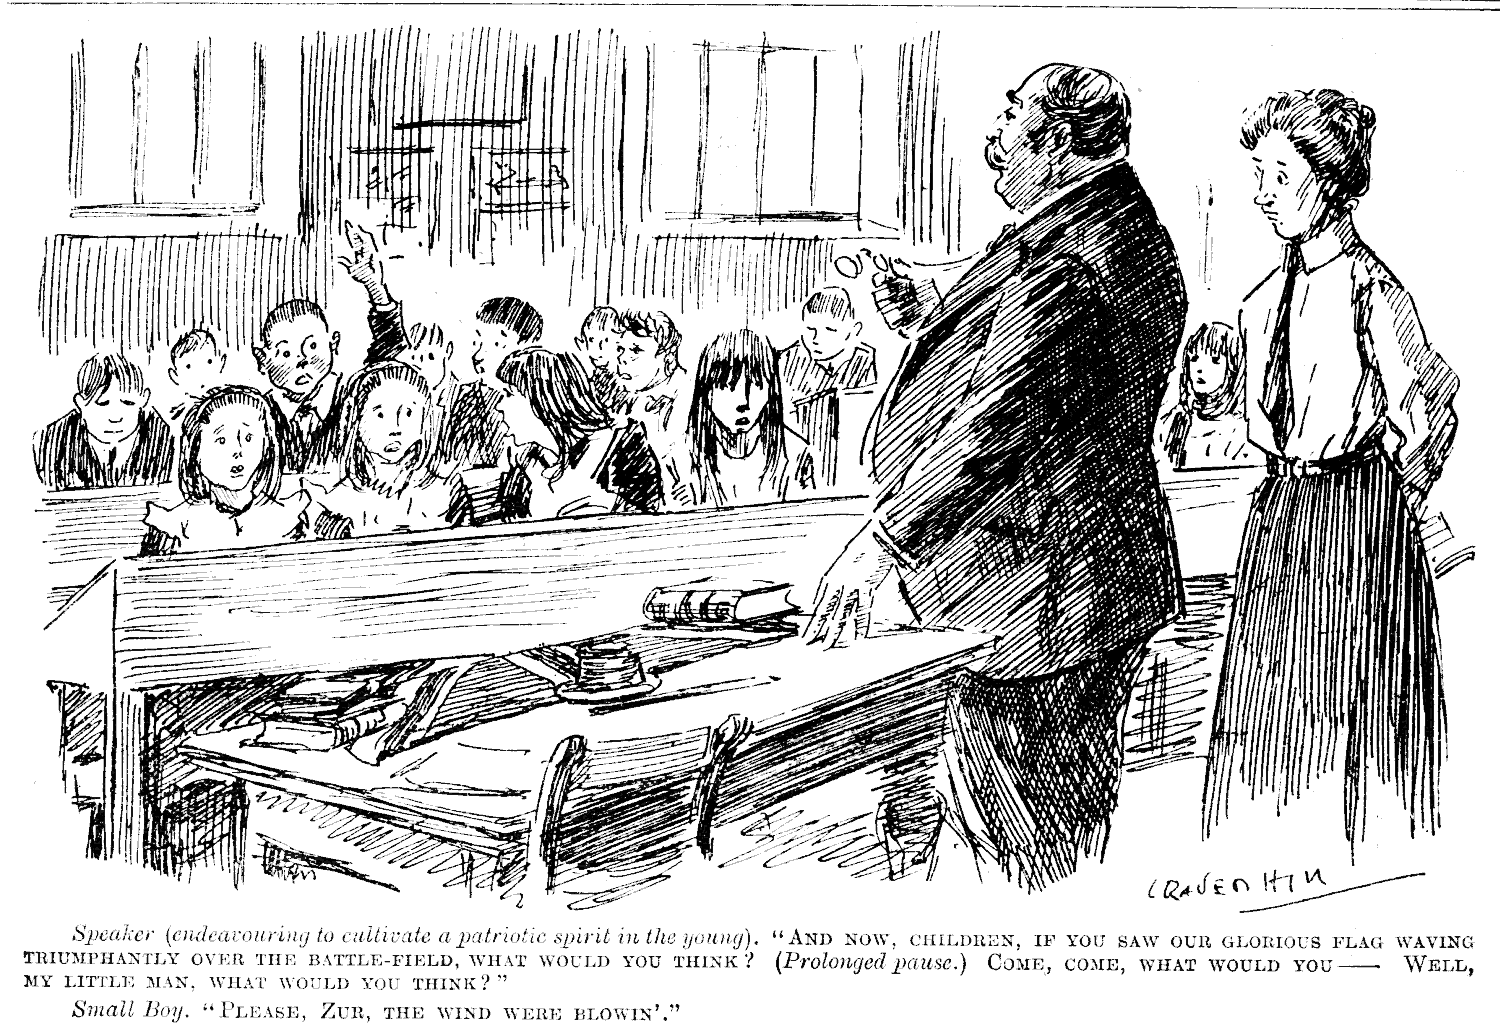 CRAVEN HILL
Speaker (endeavouring to cultivate a patriotic spirit in the young). "AND NOW, CHILDREN, IF YOU SAW OUR GLORIOUS FLAG WAVING
TRIUMPHANTLY OVER THE BATTLE-FIELD, WHAT WOULD YOU THINK? (Prolonged pause.) COME, COME, WHAT WOULD YOU—— WELL,
MY LITTLE MAN, WHAT WOULD YOU THINK?"
Small Boy. "PLEASE, ZUR, THE WIND WERE BLOWIN'."